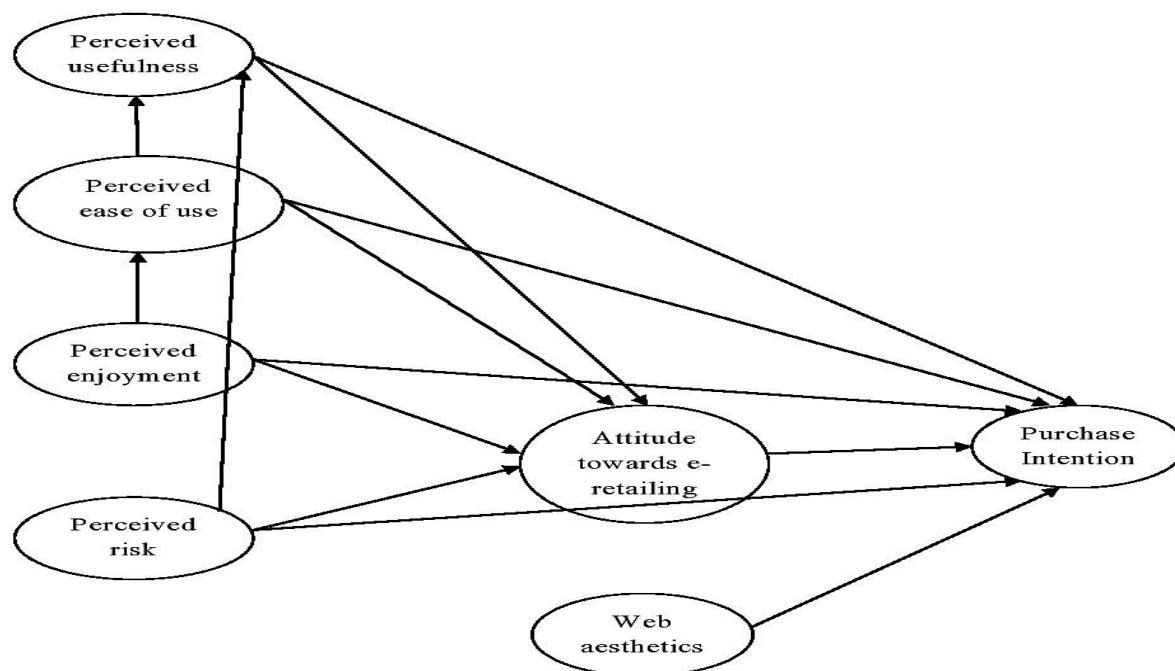 Perceived
usefulness
Perceived
ease of use
Perceived
enjoyment
Attitude
towards e-
retailing
Purchase
Intention
Perceived
risk
Web
aesthetics